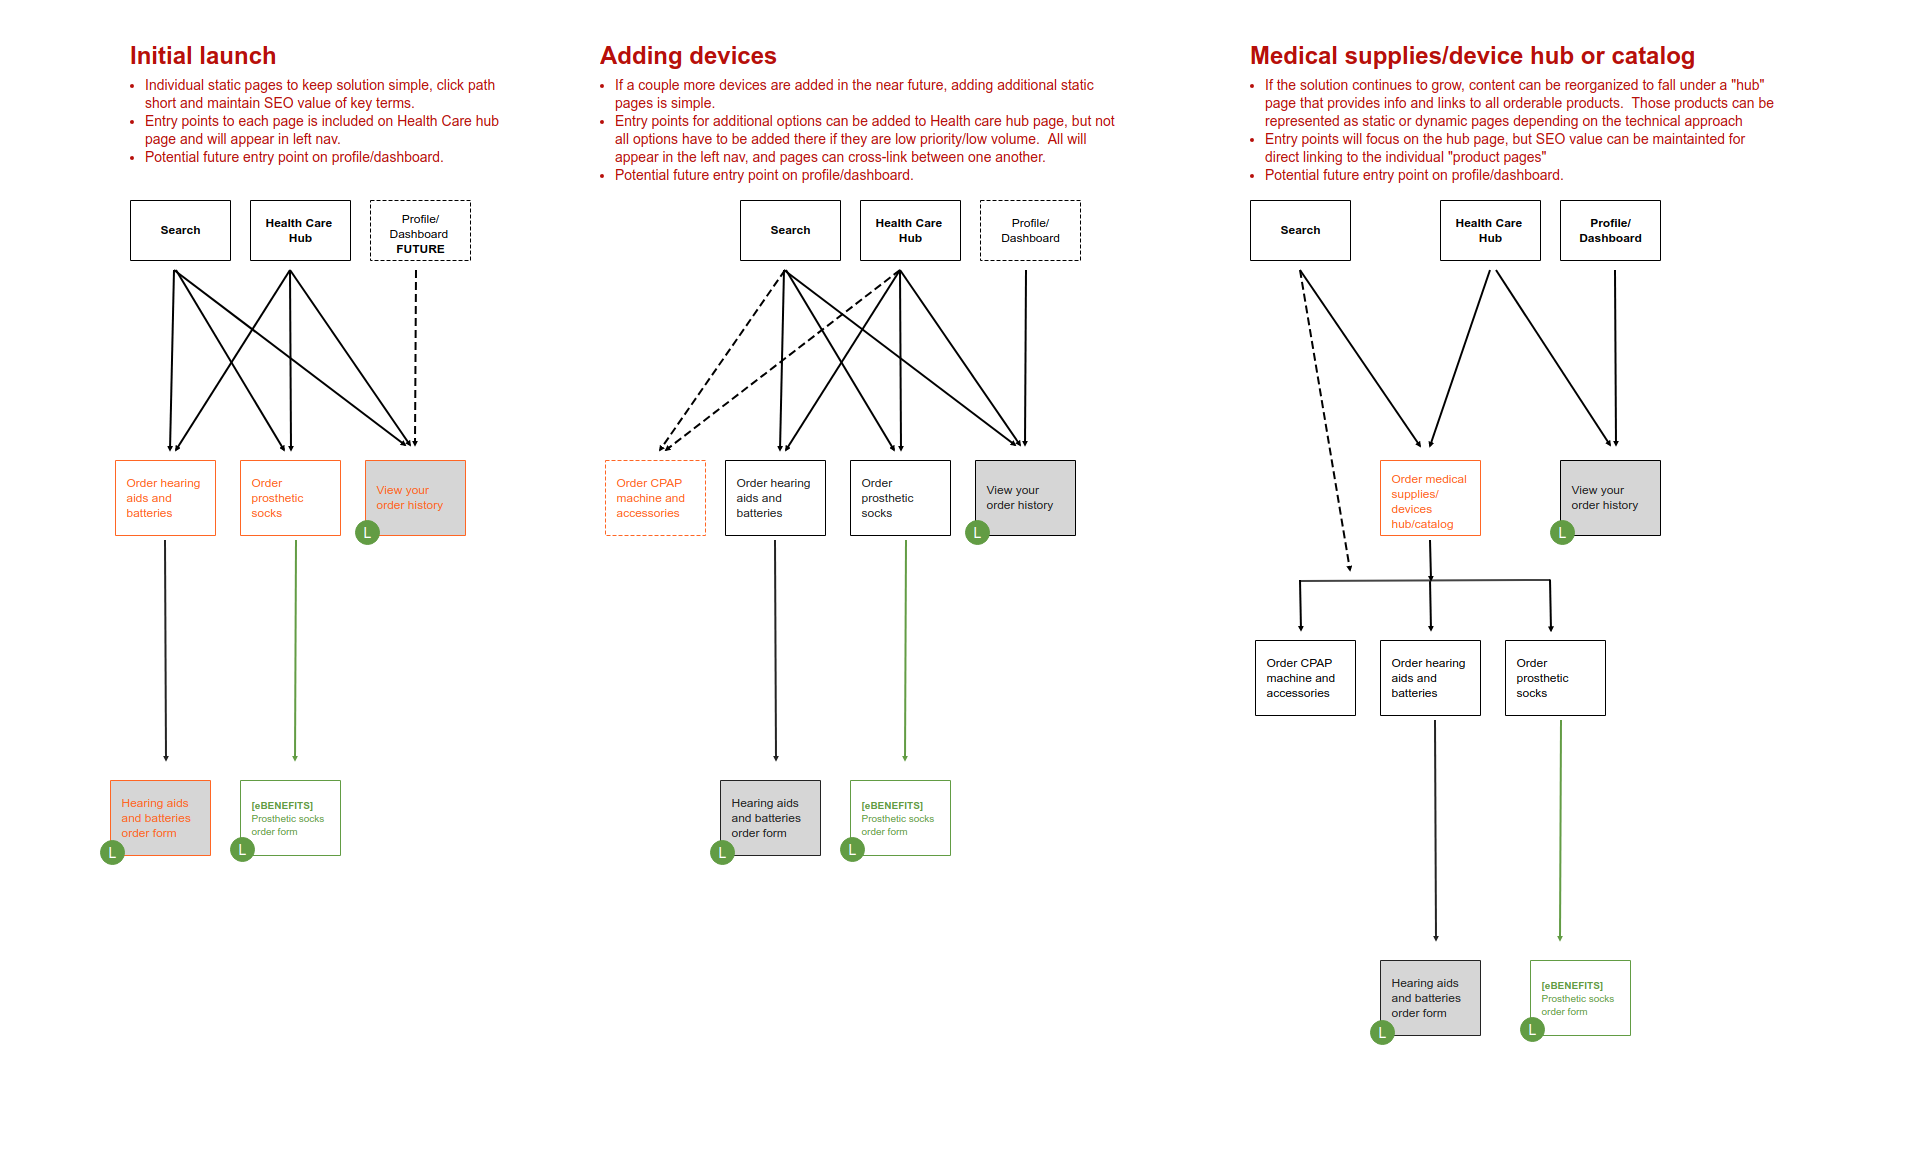 Initial launch
Individual static pages to keep solution simple, click path
short and maintain SEO value of key terms.
Entry points to each page is included on Health Care hub
page and will appear in left nav.
Potential future entry point on profile/dashboard.
Search
Health Care
Hub
Profile/
Dashboard
FUTURE
Order hearing
aids and
batteries
Order
prosthetic
socks
View your
order history
L
Hearing aids
and batteries
order form
L
[eBENEFITS]
Prosthetic socks
order form
L
Adding devices
If a couple more devices are added in the near future, adding additional static
pages is simple.
Entry points for additional options can be added to Health care hub page, but not
all options have to be added there if they are low priority/low volume.  All will
appear in the left nav, and pages can cross-link between one another.
Potential future entry point on profile/dashboard.
Search
Health Care
Hub
Profile/
Dashboard
Order CPAP
machine and
accessories
Order hearing
aids and
batteries
Order
prosthetic
socks
View your
order history
L
Hearing aids
and batteries
order form
L
[eBENEFITS]
Prosthetic socks
order form
L
Medical supplies/device hub or catalog
If the solution continues to grow, content can be reorganized to fall under a "hub"
page that provides info and links to all orderable products.  Those products can be
represented as static or dynamic pages depending on the technical approach
Entry points will focus on the hub page, but SEO value can be maintainted for
direct linking to the individual "product pages"
Potential future entry point on profile/dashboard.
Search
Health Care
Hub
Profile/
Dashboard
Order medical
supplies/
devices
hub/catalog
View your
order history
L
Order CPAP
machine and
accessories
Order hearing
aids and
batteries
Order
prosthetic
socks
Hearing aids
and batteries
order form
L
[eBENEFITS]
Prosthetic socks
order form
L